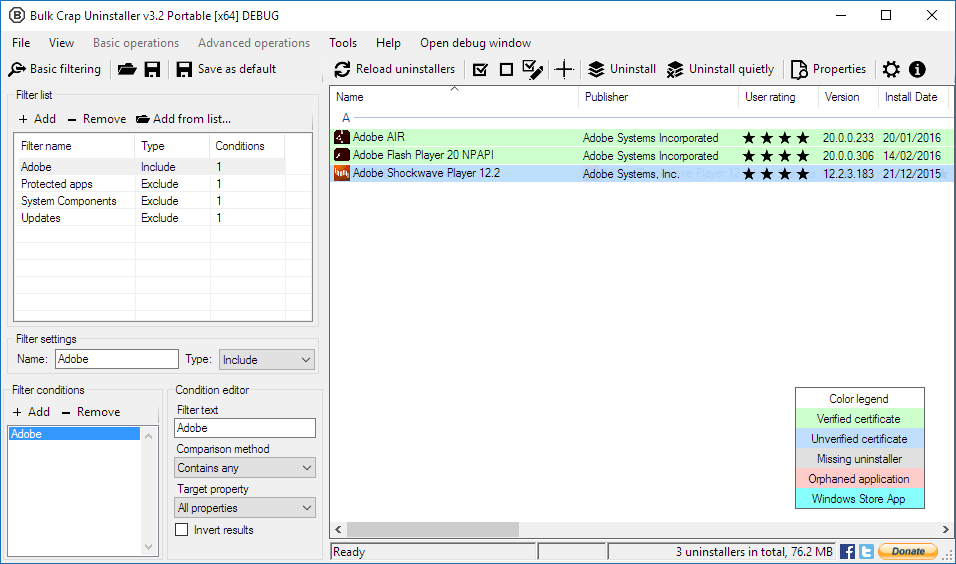 Bulk Crap Uninstaller v3.2 Portable [x64] DEBUG
File View Basic operations Advanced operations Tools Help Open debug window
Basic filtering Save as default Reload uninstallers Uninstall Uninstall quietly Properties
Filter list
+ Add − Remove Add from list...
Filter name Type Conditions
Adobe Include 1
Protected apps Exclude 1
System Components Exclude 1
Updates Exclude 1
Filter settings
Name: Adobe Type: Include
Filter conditions
+ Add − Remove
Adobe
Condition editor
Filter text
Adobe
Comparison method
Contains any
Target property
All properties
Invert results
Name Publisher User rating Version Install Date
A
Adobe AIR Adobe Systems Incorporated ★ ★ ★ ★ 20.0.0.233 20/01/2016
Adobe Flash Player 20 NPAPI Adobe Systems Incorporated ★ ★ ★ ★ 20.0.0.306 14/02/2016
Adobe Shockwave Player 12.2 Adobe Systems, Inc. ★ ★ ★ ★ 12.2.3.183 21/12/2015
Color legend
Verified certificate
Unverified certificate
Missing uninstaller
Orphaned application
Windows Store App
Ready 3 uninstallers in total, 76.2 MB Donate